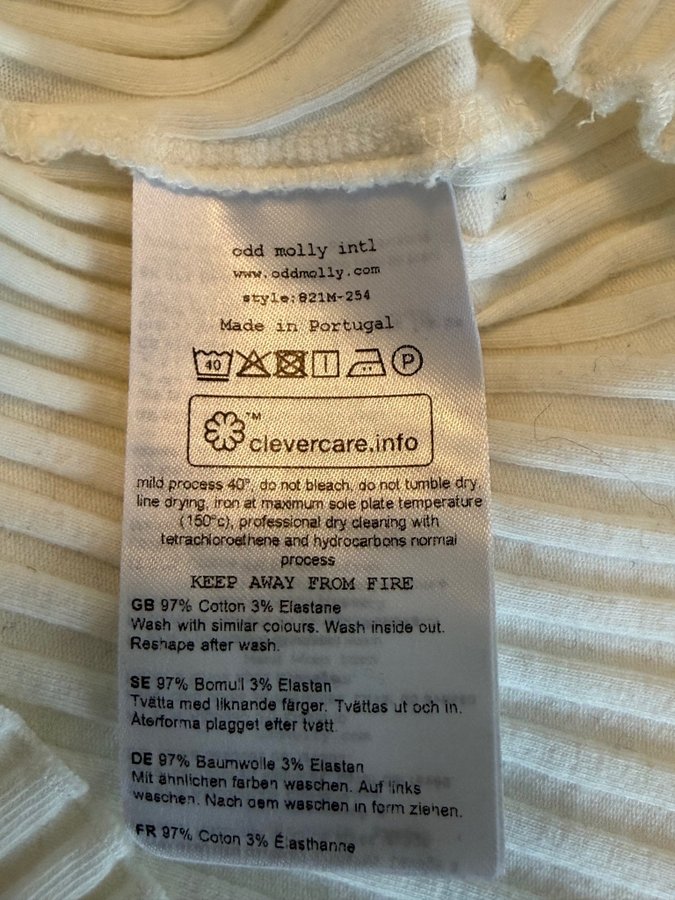 odd molly intl
www.oddmolly.com
style:821M-254
Made in Portugal
40 P
™ clevercare.info
mild process 40°, do not bleach, do not tumble dry,
line drying, iron at maximum sole plate temperature
(150°c), professional dry cleaning with
tetrachloroethene and hydrocarbons normal
process
KEEP AWAY FROM FIRE
GB 97% Cotton 3% Elastane
Wash with similar colours. Wash inside out.
Reshape after wash.
SE 97% Bomull 3% Elastan
Tvätta med liknande färger. Tvättas ut och in.
Återforma plagget efter tvätt.
DE 97% Baumwolle 3% Elastan
Mit ähnlichen farben waschen. Auf links
waschen. Nach dem waschen in form ziehen.
FR 97% Coton 3% Élasthanne